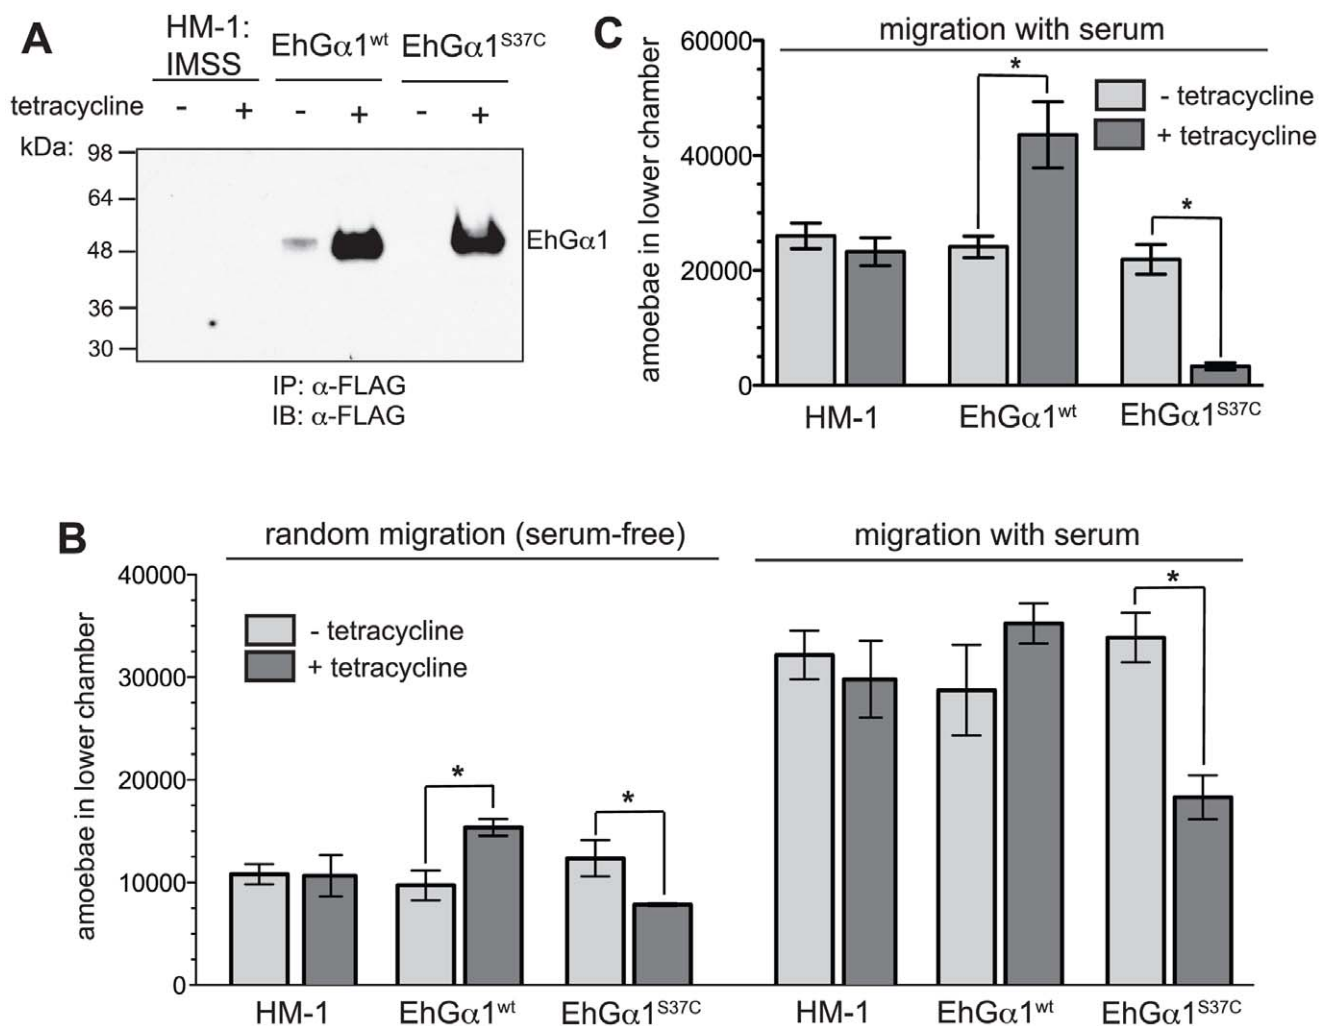 A
HM-1:
IMSS
EhGα1wt
EhGα1S37C
tetracycline - + - + - +
kDa:
98
64
48
36
30
EhGα1
IP: α-FLAG
IB: α-FLAG
C
migration with serum
amoebae in lower chamber
60000
40000
20000
0
*
*
- tetracycline
+ tetracycline
HM-1 EhGα1wt EhGα1S37C
B
random migration (serum-free)
migration with serum
amoebae in lower chamber
40000
30000
20000
10000
0
- tetracycline
+ tetracycline
*
*
*
HM-1 EhGα1wt EhGα1S37C HM-1 EhGα1wt EhGα1S37C